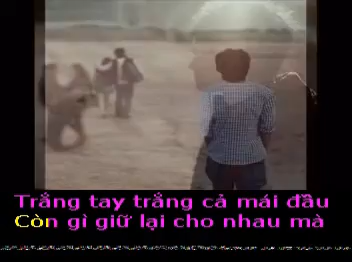 Trắng tay trắng cả mái đầu
Còn gì giữ lại cho nhau mà